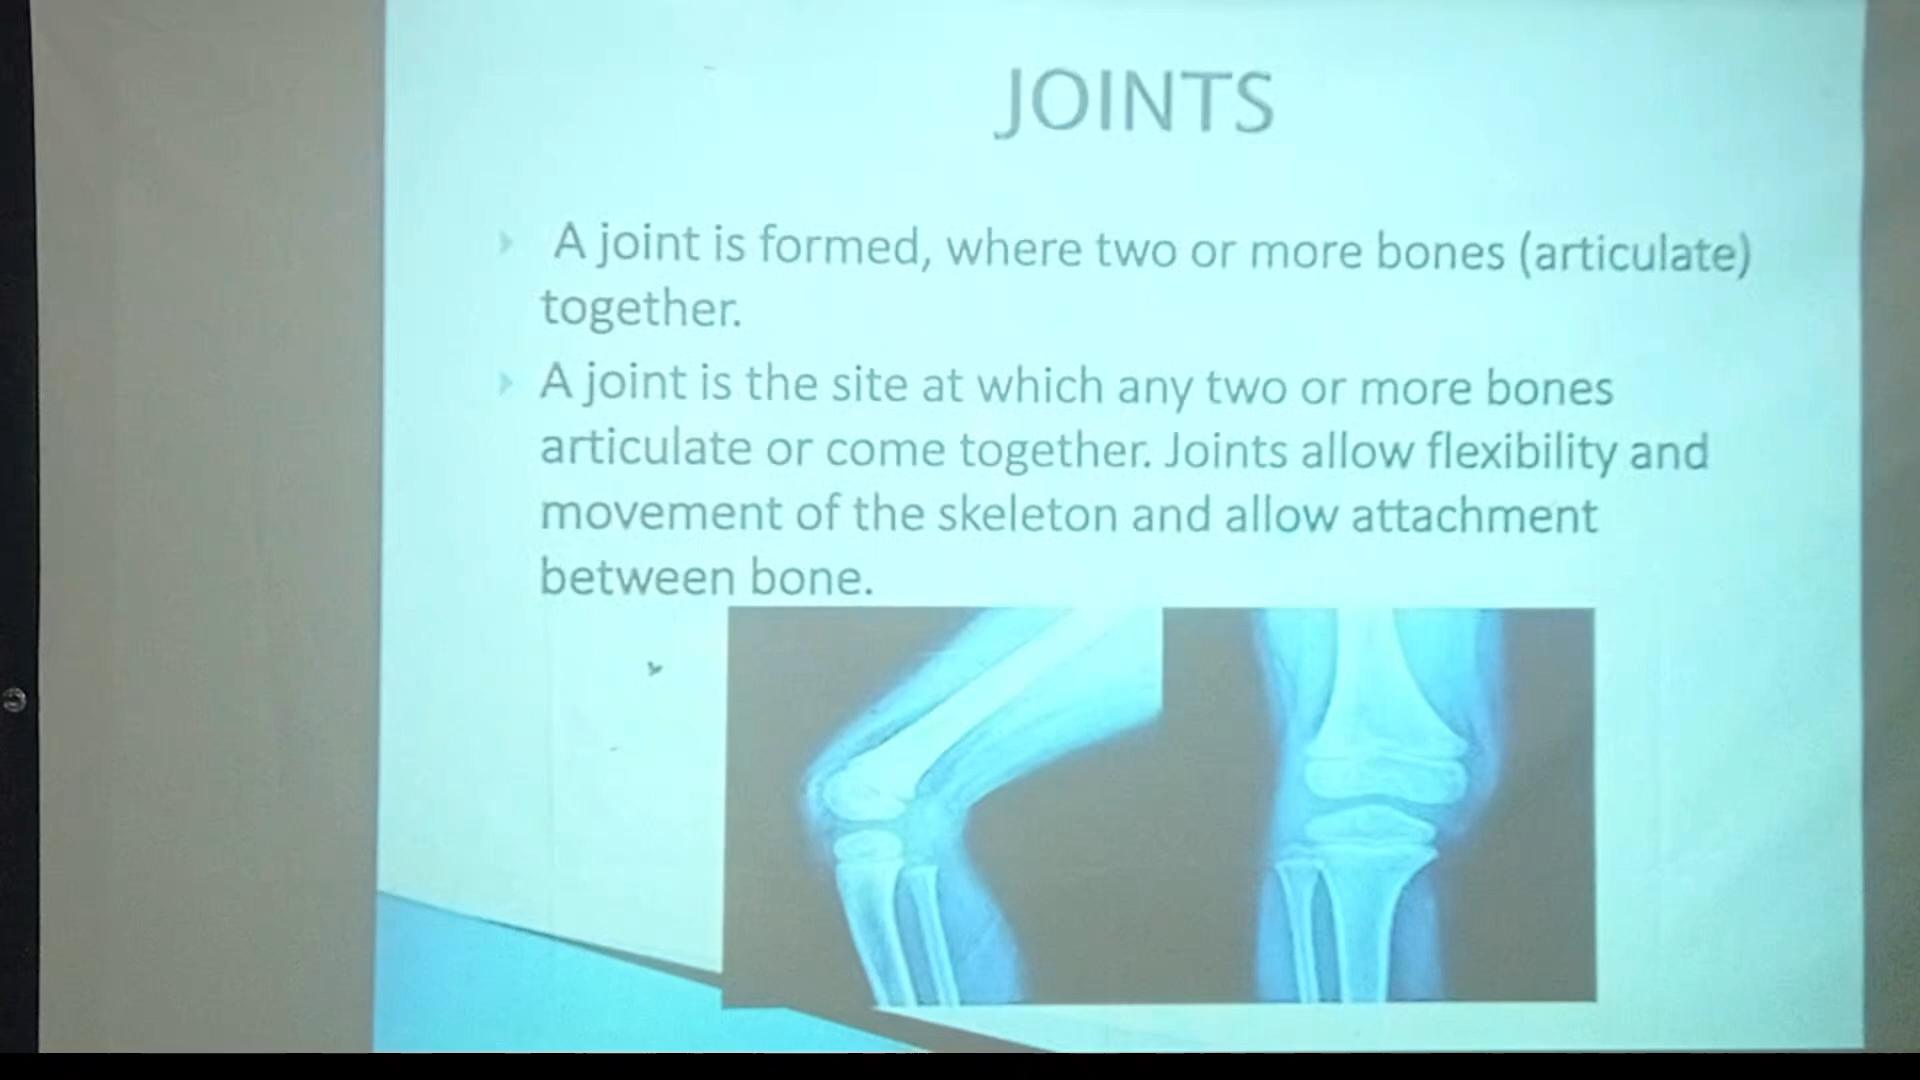 JOINTS
A joint is formed, where two or more bones (articulate)
together.
A joint is the site at which any two or more bones
articulate or come together. Joints allow flexibility and
movement of the skeleton and allow attachment
between bone.